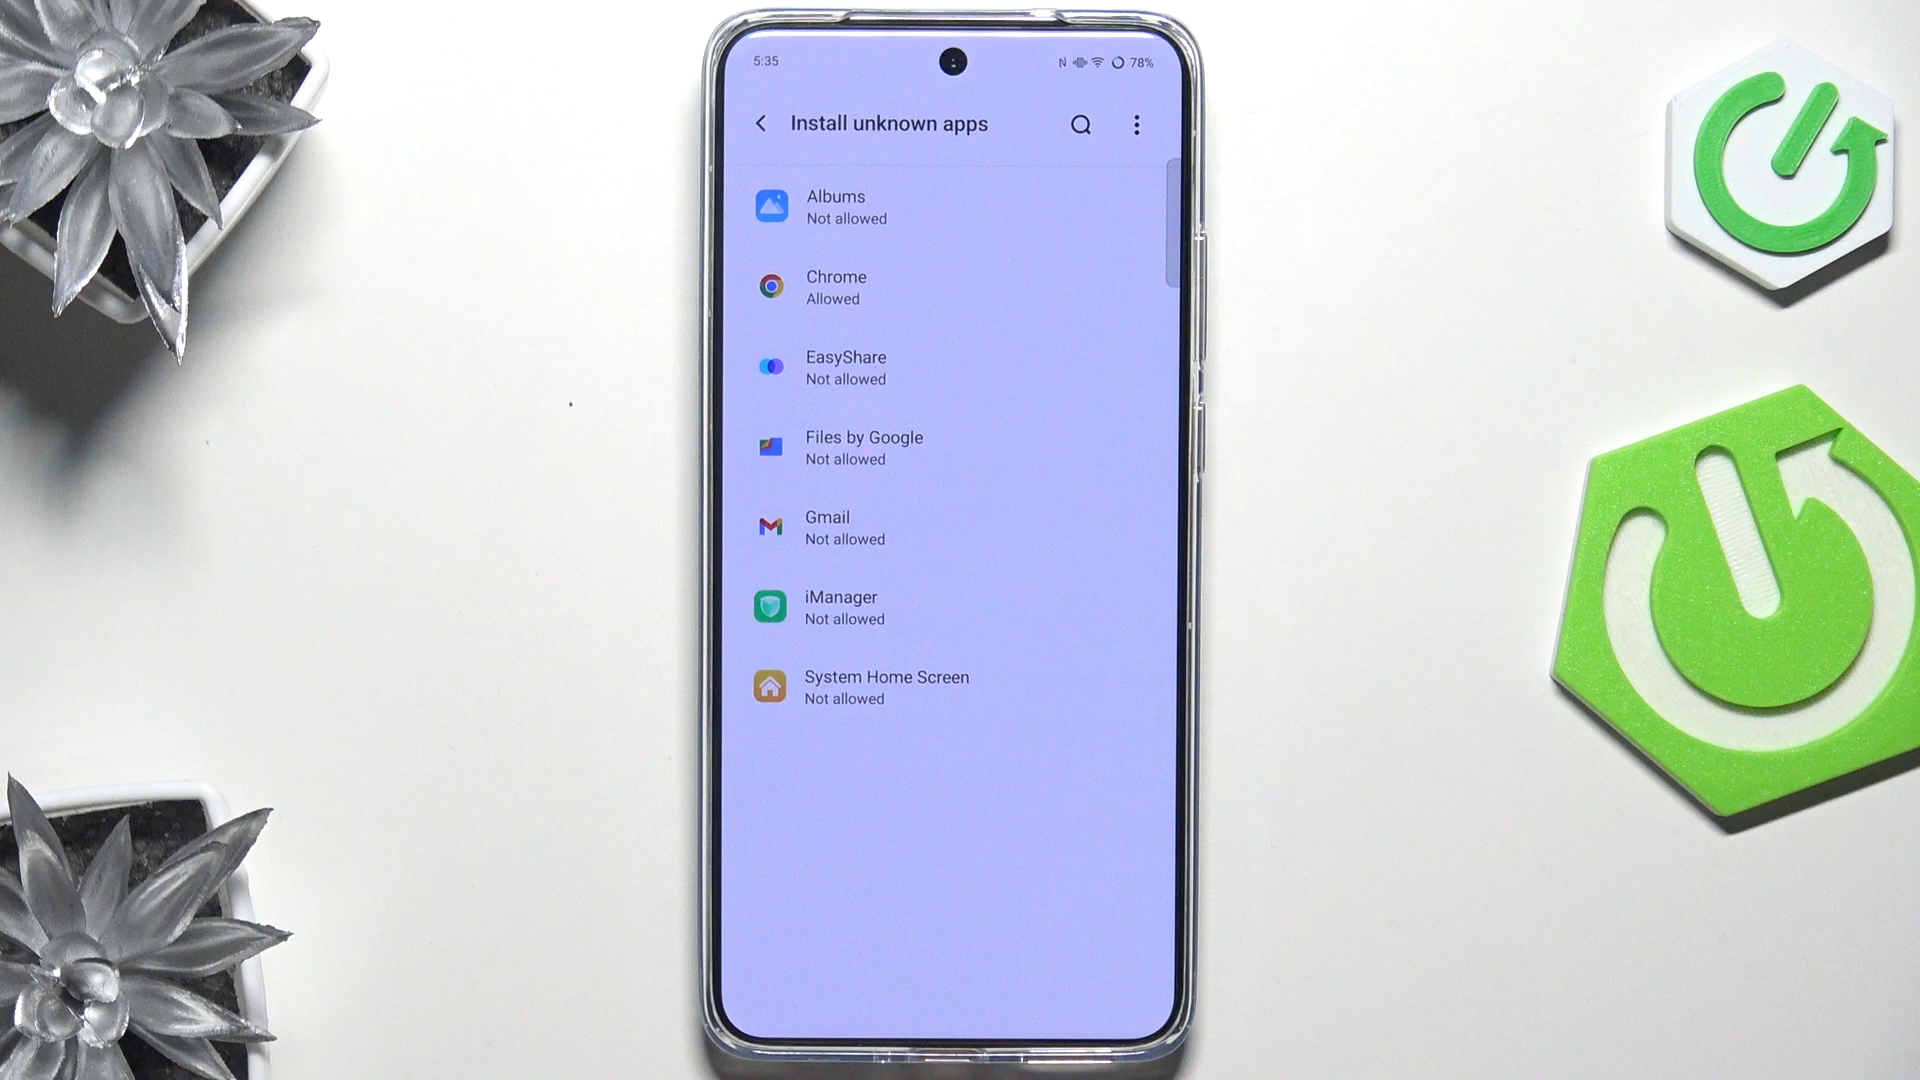 5:35
N 78%
Install unknown apps
Albums
Not allowed
Chrome
Allowed
EasyShare
Not allowed
Files by Google
Not allowed
Gmail
Not allowed
iManager
Not allowed
System Home Screen
Not allowed